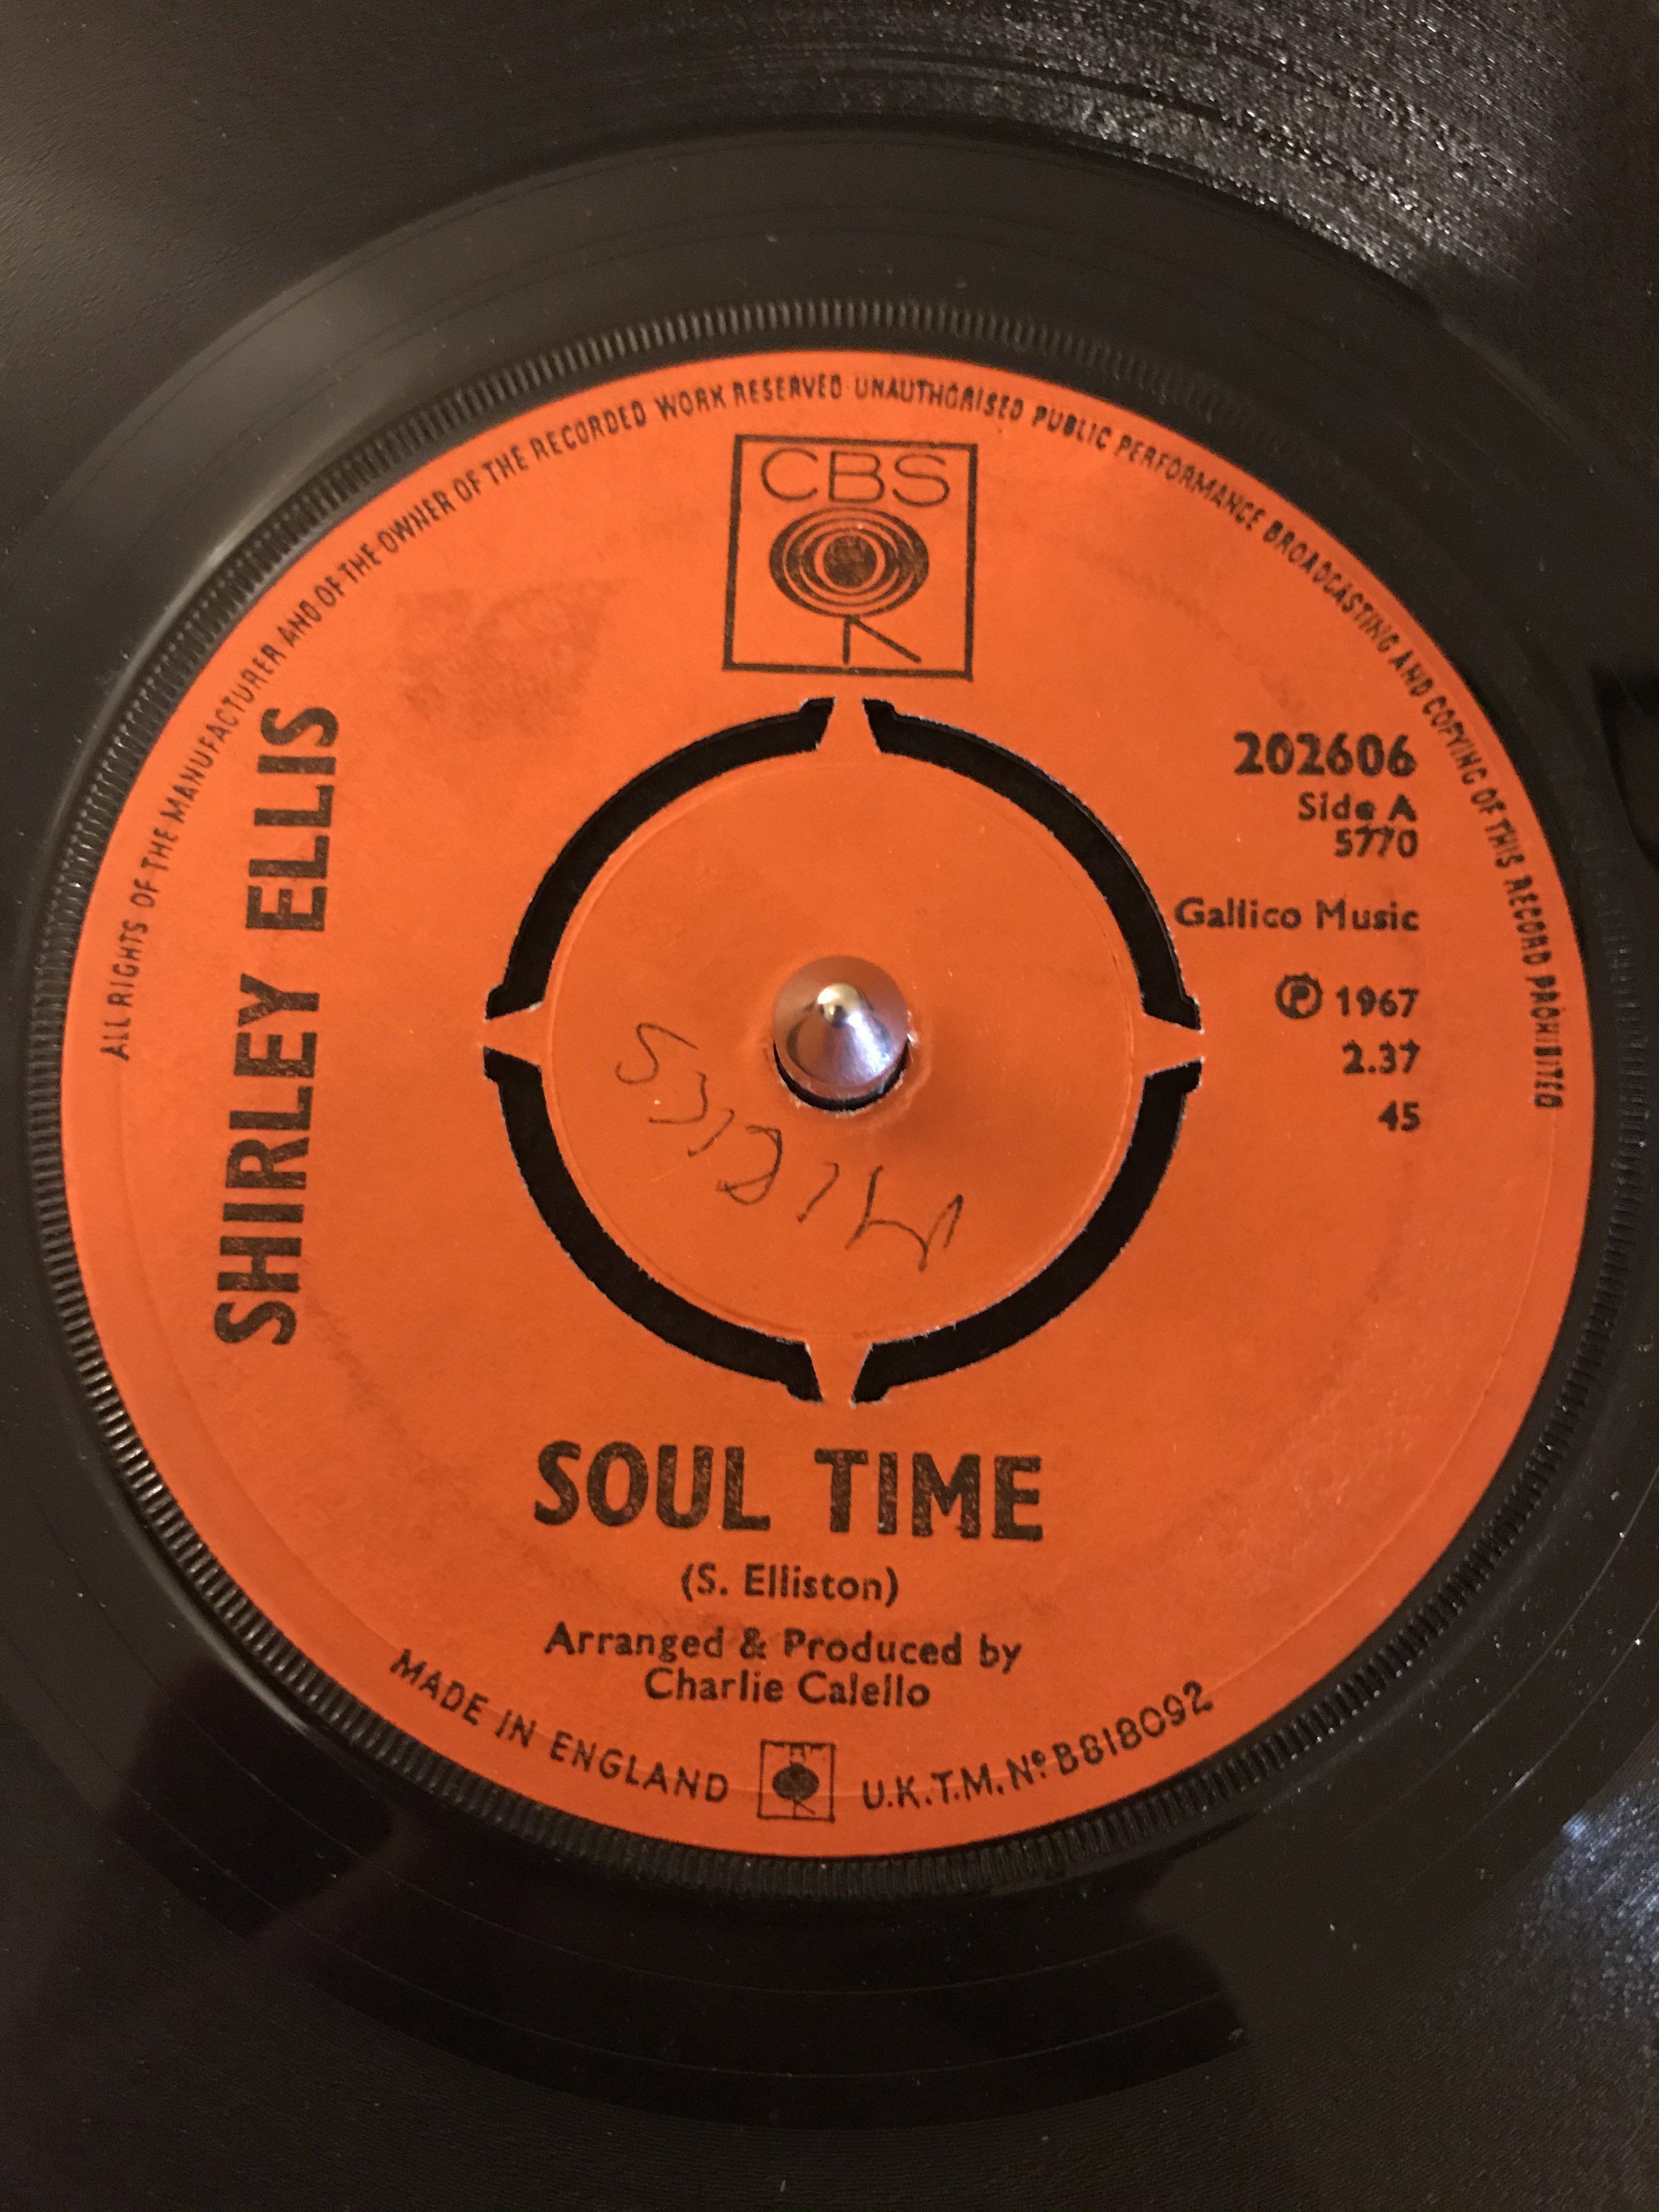 ALL RIGHTS OF THE MANUFACTURER AND OF THE OWNER OF THE RECORDED WORK RESERVED UNAUTHORISED PUBLIC PERFORMANCE BROADCASTING AND COPYING OF THIS RECORD PROHIBITED
CBS
SHIRLEY ELLIS
202606
Side A
5770
Gallico Music
Ⓟ 1967
2.37
45
SOUL TIME
(S. Elliston)
Arranged & Produced by
Charlie Calello
MADE IN ENGLAND
U.K.T.M. Nº B818092